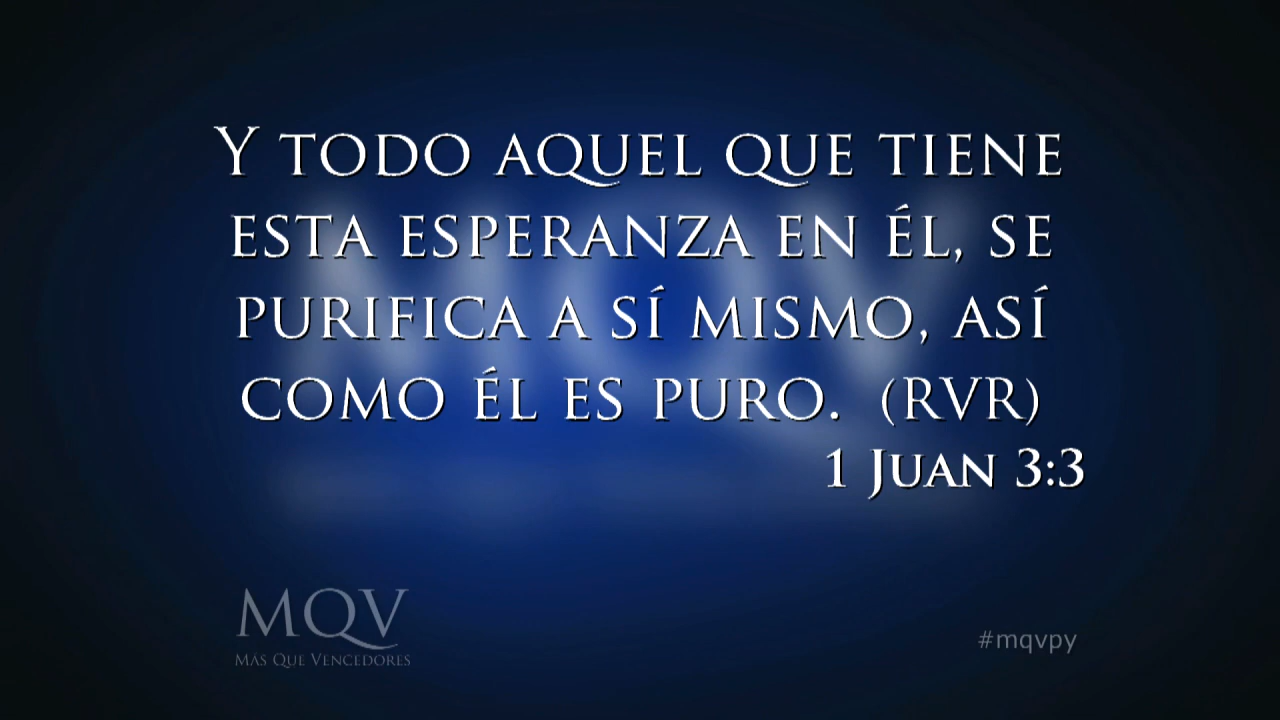 Y TODO AQUEL QUE TIENE
ESTA ESPERANZA EN ÉL, SE
PURIFICA A SÍ MISMO, ASÍ
COMO ÉL ES PURO. (RVR)
1 JUAN 3:3
MQV
MÁS QUE VENCEDORES
#mqvpy